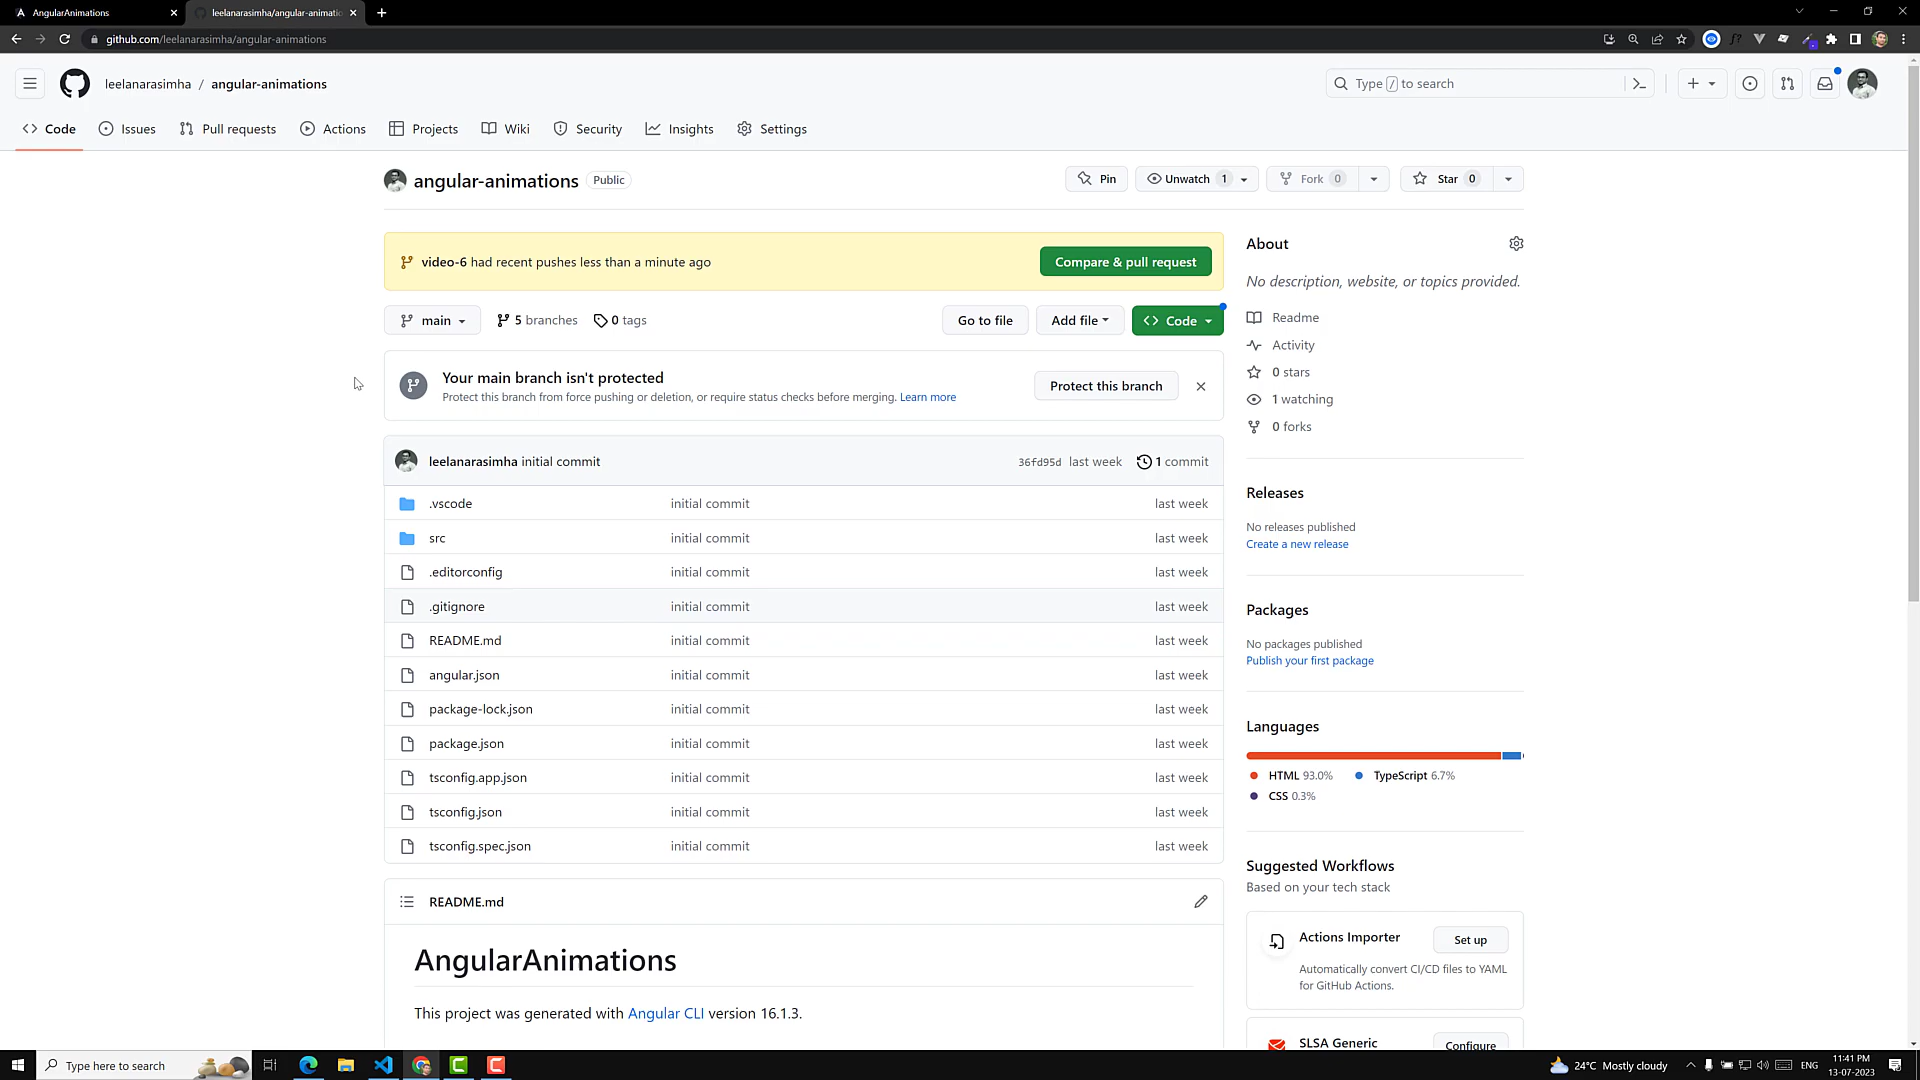 AngularAnimations
leelanarasimha/angular-animatio
github.com/leelanarasimha/angular-animations
leelanarasimha / angular-animations
Type / to search
Code
Issues
Pull requests
Actions
Projects
Wiki
Security
Insights
Settings
angular-animations Public
Pin
Unwatch 1
Fork 0
Star 0
video-6 had recent pushes less than a minute ago
Compare & pull request
main
5 branches
0 tags
Go to file
Add file
Code
Your main branch isn't protected
Protect this branch from force pushing or deletion, or require status checks before merging. Learn more
Protect this branch
leelanarasimha initial commit
36fd95d last week
1 commit
.vscode initial commit last week
src initial commit last week
.editorconfig initial commit last week
.gitignore initial commit last week
README.md initial commit last week
angular.json initial commit last week
package-lock.json initial commit last week
package.json initial commit last week
tsconfig.app.json initial commit last week
tsconfig.json initial commit last week
tsconfig.spec.json initial commit last week
README.md
AngularAnimations
This project was generated with Angular CLI version 16.1.3.
About
No description, website, or topics provided.
Readme
Activity
0 stars
1 watching
0 forks
Releases
No releases published
Create a new release
Packages
No packages published
Publish your first package
Languages
HTML 93.0%
TypeScript 6.7%
CSS 0.3%
Suggested Workflows
Based on your tech stack
Actions Importer
Set up
Automatically convert CI/CD files to YAML
for GitHub Actions.
SLSA Generic
Configure
Type here to search
24°C Mostly cloudy
ENG
11:41 PM
13-07-2023